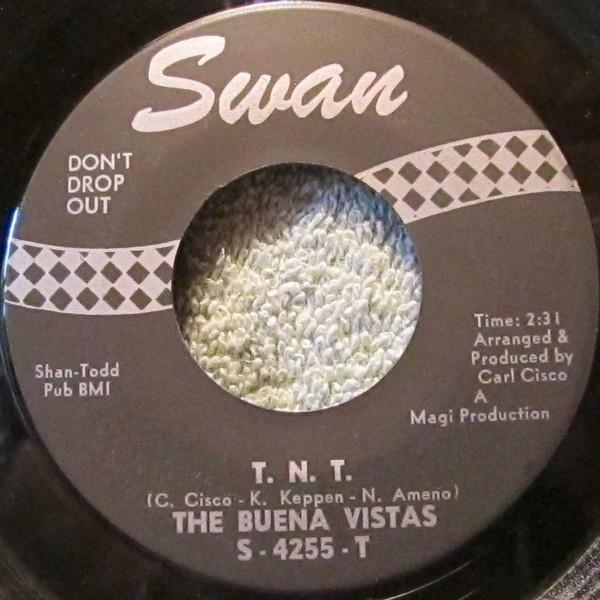 Swan
DON'T
DROP
OUT
Time: 2:31
Arranged &
Produced by
Carl Cisco
A
Magi Production
Shan-Todd
Pub BMI
T. N. T.
(C. Cisco - K. Keppen - N. Ameno)
THE BUENA VISTAS
S - 4255 - T